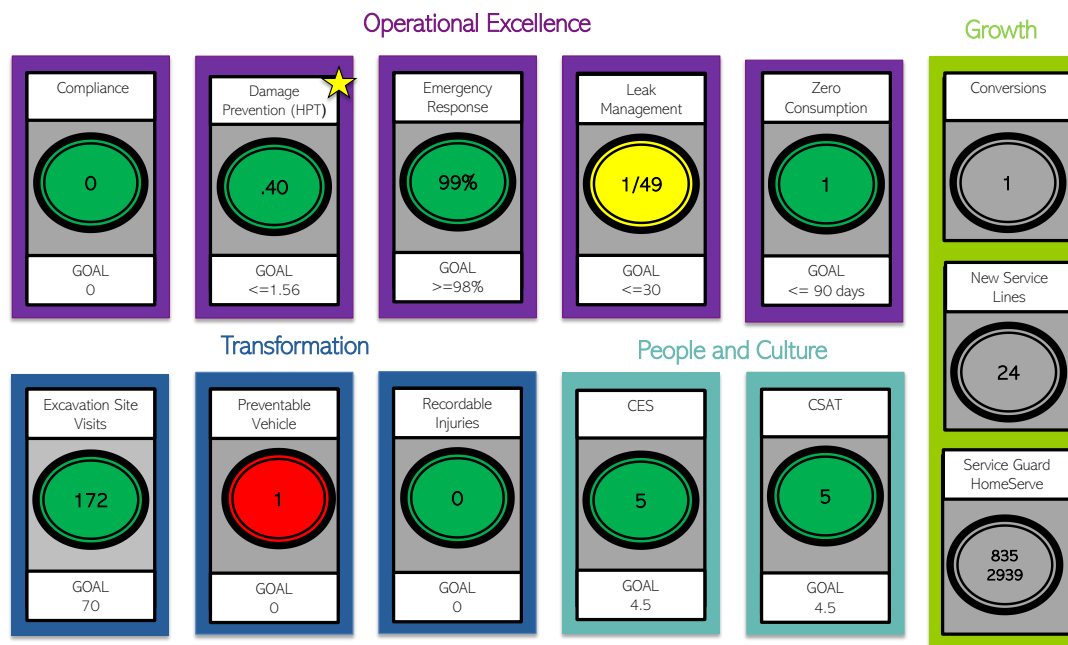 Operational Excellence
Growth
Compliance
0
GOAL
0
Damage
Prevention (HPT)
.40
GOAL
<=1.56
Emergency
Response
99%
GOAL
>=98%
Leak
Management
1/49
GOAL
<=30
Zero
Consumption
1
GOAL
<= 90 days
Conversions
1
New Service
Lines
24
Service Guard
HomeServe
835
2939
Transformation
People and Culture
Excavation Site
Visits
172
GOAL
70
Preventable
Vehicle
1
GOAL
0
Recordable
Injuries
0
GOAL
0
CES
5
GOAL
4.5
CSAT
5
GOAL
4.5